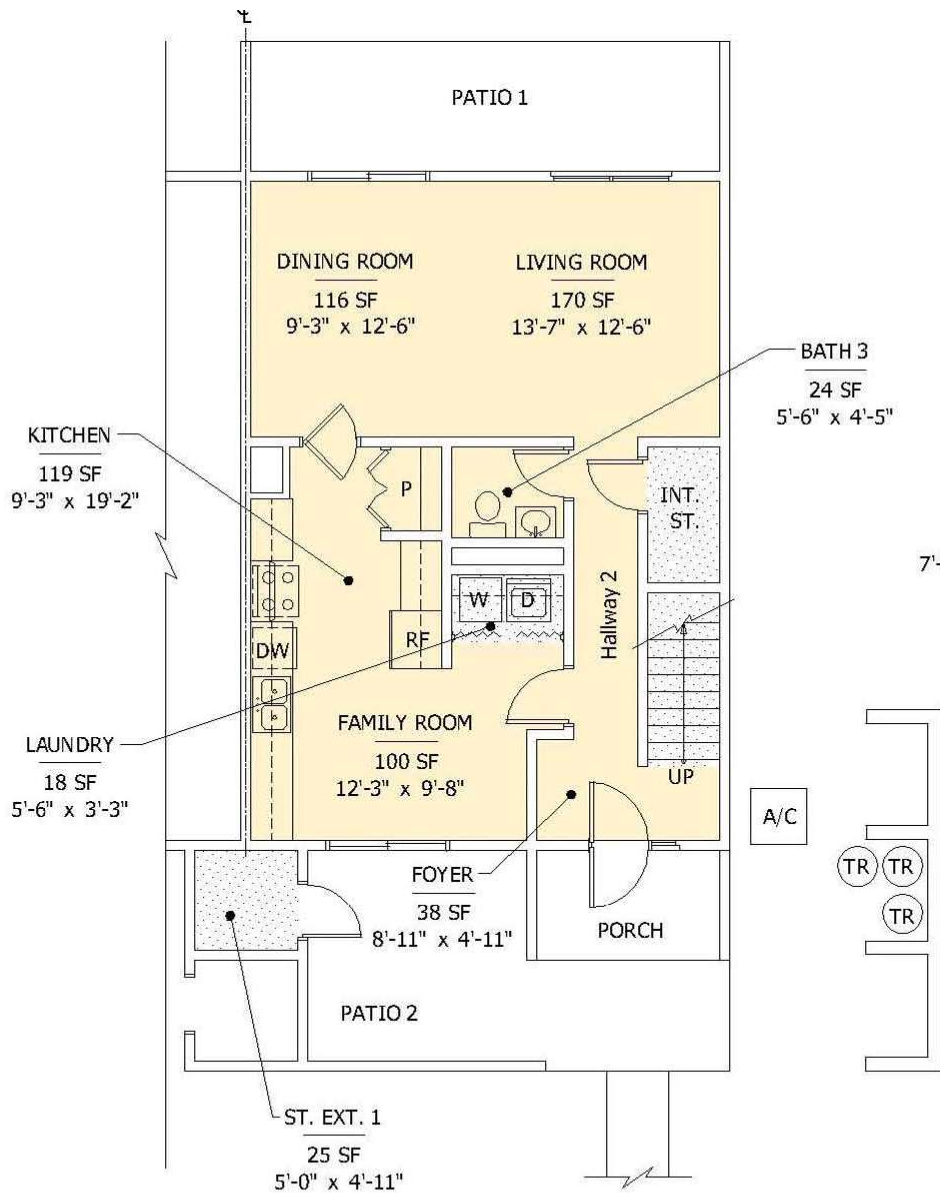 PATIO 1
DINING ROOM
116 SF
9'-3" x 12'-6"
LIVING ROOM
170 SF
13'-7" x 12'-6"
BATH 3
24 SF
5'-6" x 4'-5"
KITCHEN
119 SF
9'-3" x 19'-2"
P
INT.
ST.
7'-
W
D
Hallway 2
RF
DW
FAMILY ROOM
100 SF
12'-3" x 9'-8"
LAUNDRY
18 SF
5'-6" x 3'-3"
UP
A/C
TR
TR
TR
FOYER
38 SF
8'-11" x 4'-11"
PORCH
PATIO 2
ST. EXT. 1
25 SF
5'-0" x 4'-11"